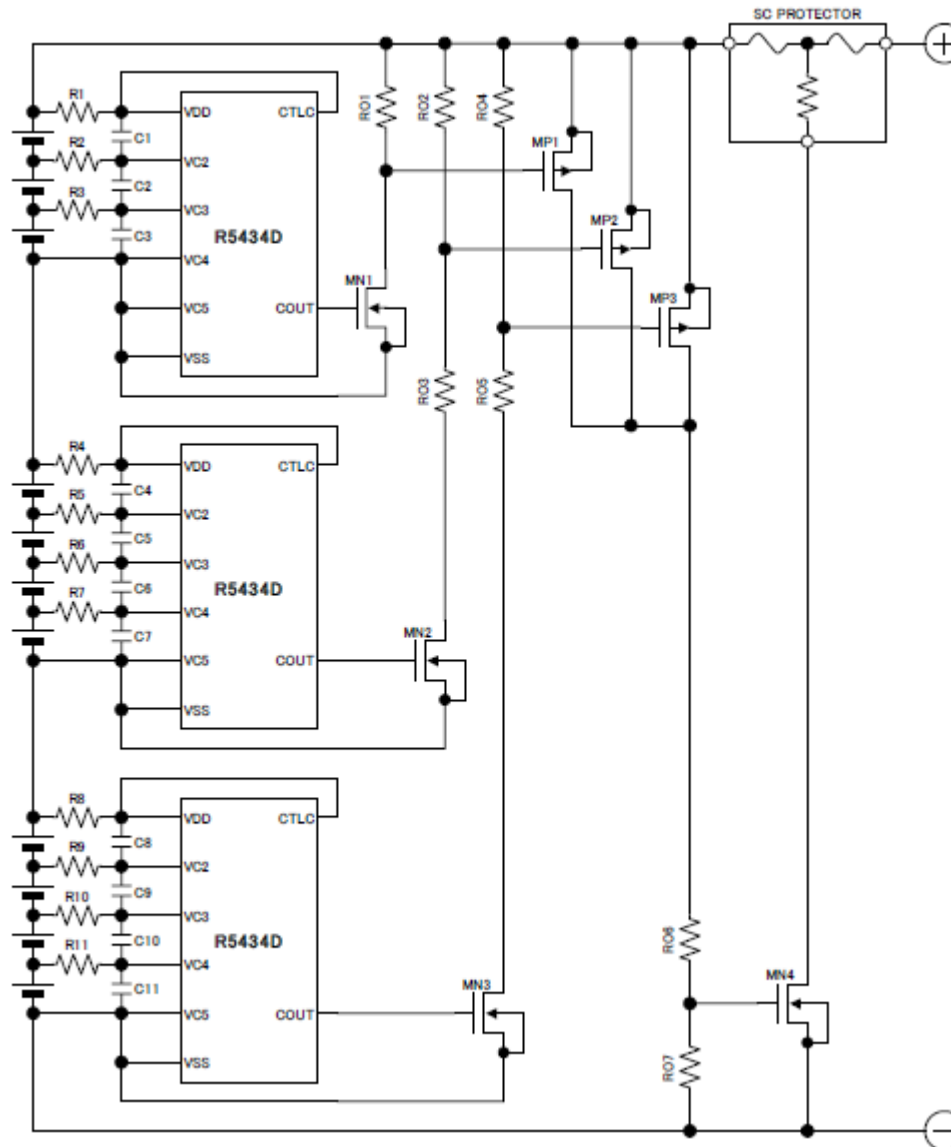 SC PROTECTOR
+
R1
VDD
CTLC
C1
R2
VC2
C2
R3
VC3
C3
R5434D
VC4
VC5
COUT
VSS
MN1
RO1
RO2
RO4
MP1
MP2
MP3
RO3
RO5
R4
VDD
CTLC
C4
R5
VC2
C5
R6
VC3
C6
R5434D
R7
VC4
C7
VC5
COUT
VSS
MN2
R8
VDD
CTLC
C8
R9
VC2
C9
R10
VC3
C10
R5434D
R11
VC4
C11
VC5
COUT
VSS
MN3
RO6
MN4
RO7
−